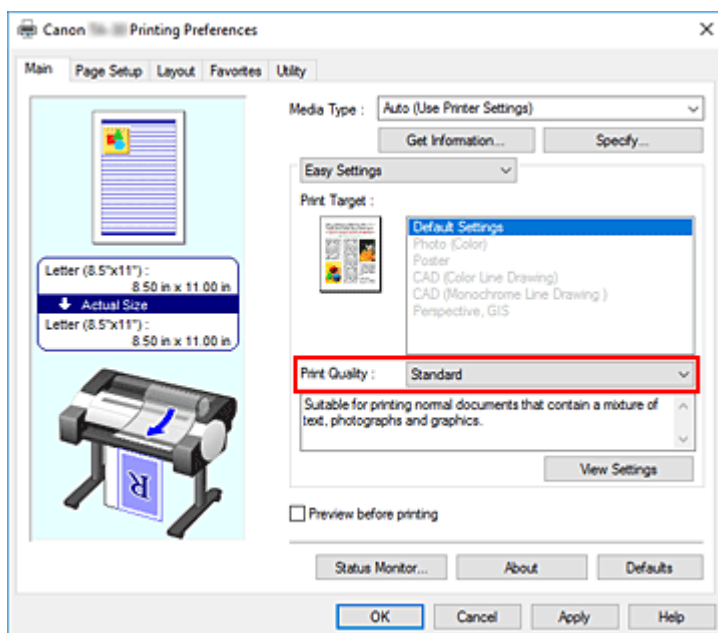 Canon Printing Preferences
Main Page Setup Layout Favorites Utility
Media Type : Auto (Use Printer Settings)
Get Information... Specify...
Easy Settings
Print Target :
Default Settings
Photo (Color)
Poster
CAD (Color Line Drawing)
CAD (Monochrome Line Drawing )
Perspective, GIS
Letter (8.5"x11") :
8.50 in x 11.00 in
Actual Size
Letter (8.5"x11") :
8.50 in x 11.00 in
Print Quality : Standard
Suitable for printing normal documents that contain a mixture of
text, photographs and graphics.
R
View Settings
Preview before printing
Status Monitor... About Defaults
OK Cancel Apply Help